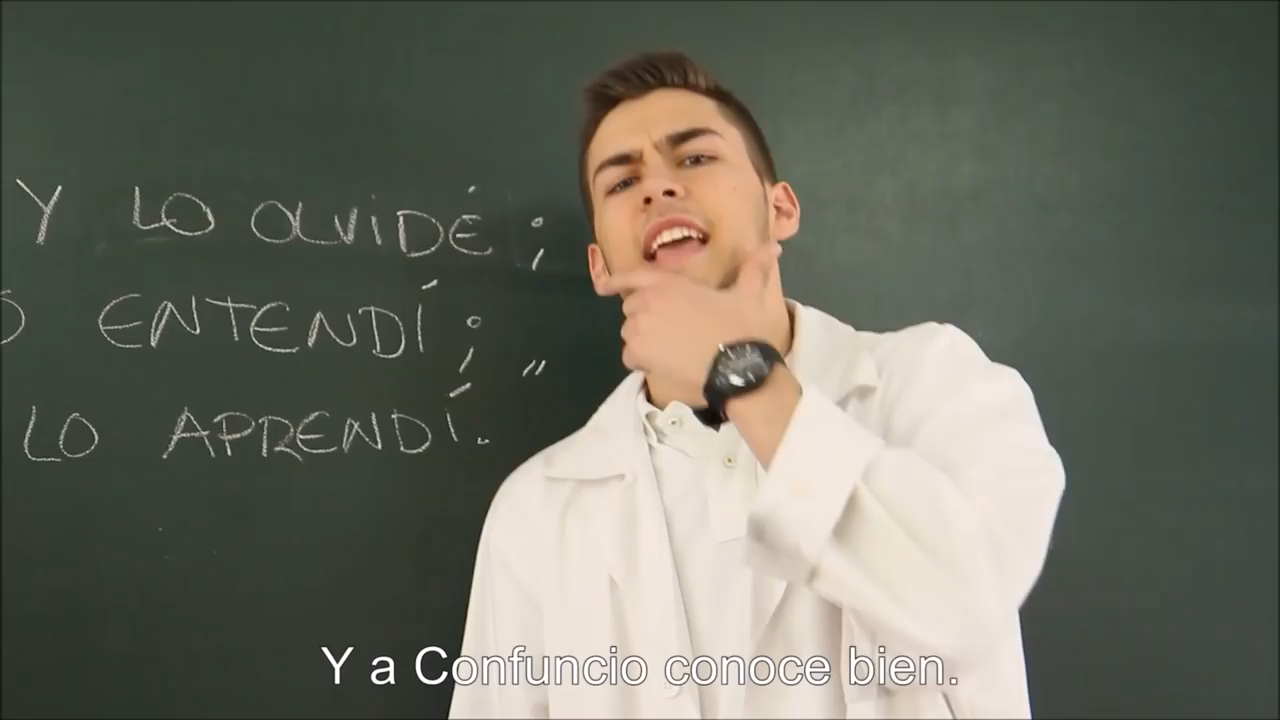 Y LO OLVIDÉ;
ENTENDÍ; "
LO APRENDÍ.
Y a Confuncio conoce bien.